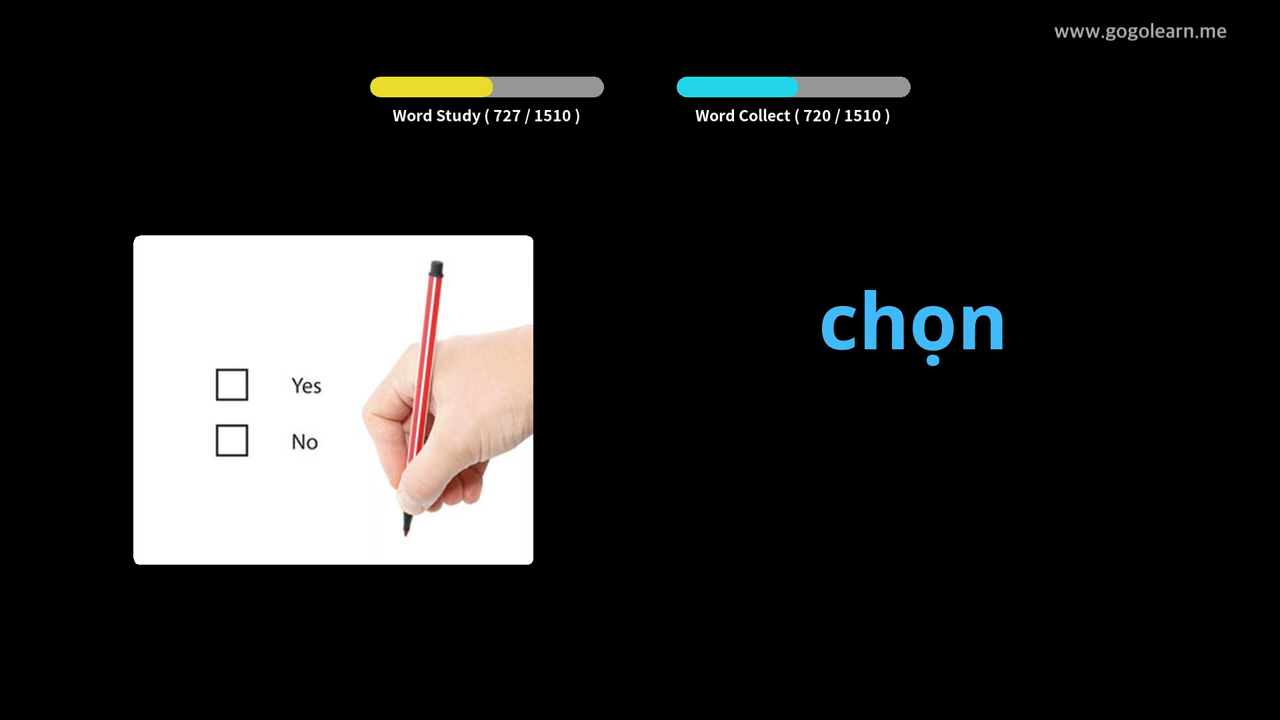 www.gogolearn.me
Word Study ( 727 / 1510 )
Word Collect ( 720 / 1510 )
chọn
Yes
No